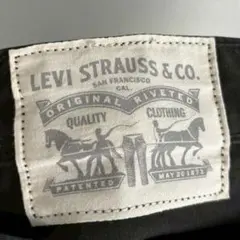 LEVI STRAUSS & CO.
SAN FRANCISCO
CAL.
ORIGINAL RIVETED
QUALITY CLOTHING
PATENTED MAY 20 1873